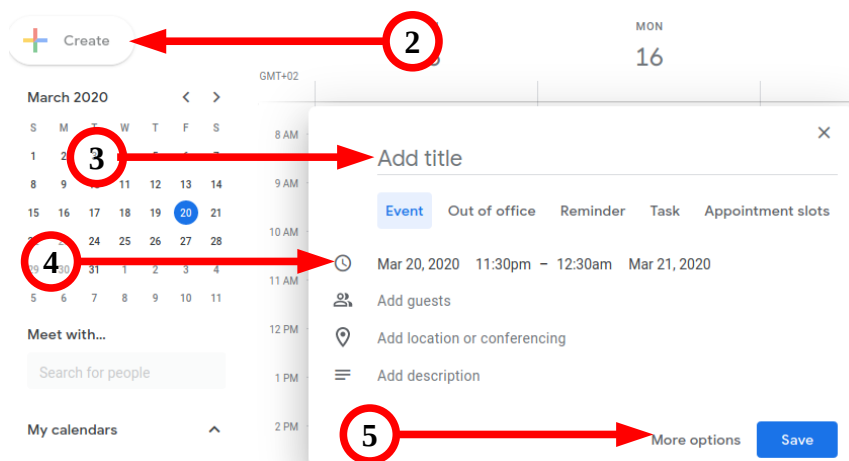 Create
2
MON
16
GMT+02
March 2020
S M T W T F S
1 2
8 9 11 12 13 14
15 16 17 18 19 20 21
24 25 26 27 28
29 30 31 1 2 3 4
5 6 7 8 9 10 11
Meet with...
Search for people
My calendars
3
4
8 AM
9 AM
10 AM
11 AM
12 PM
1 PM
2 PM
Add title
Event Out of office Reminder Task Appointment slots
Mar 20, 2020 11:30pm – 12:30am Mar 21, 2020
Add guests
Add location or conferencing
Add description
5
More options Save